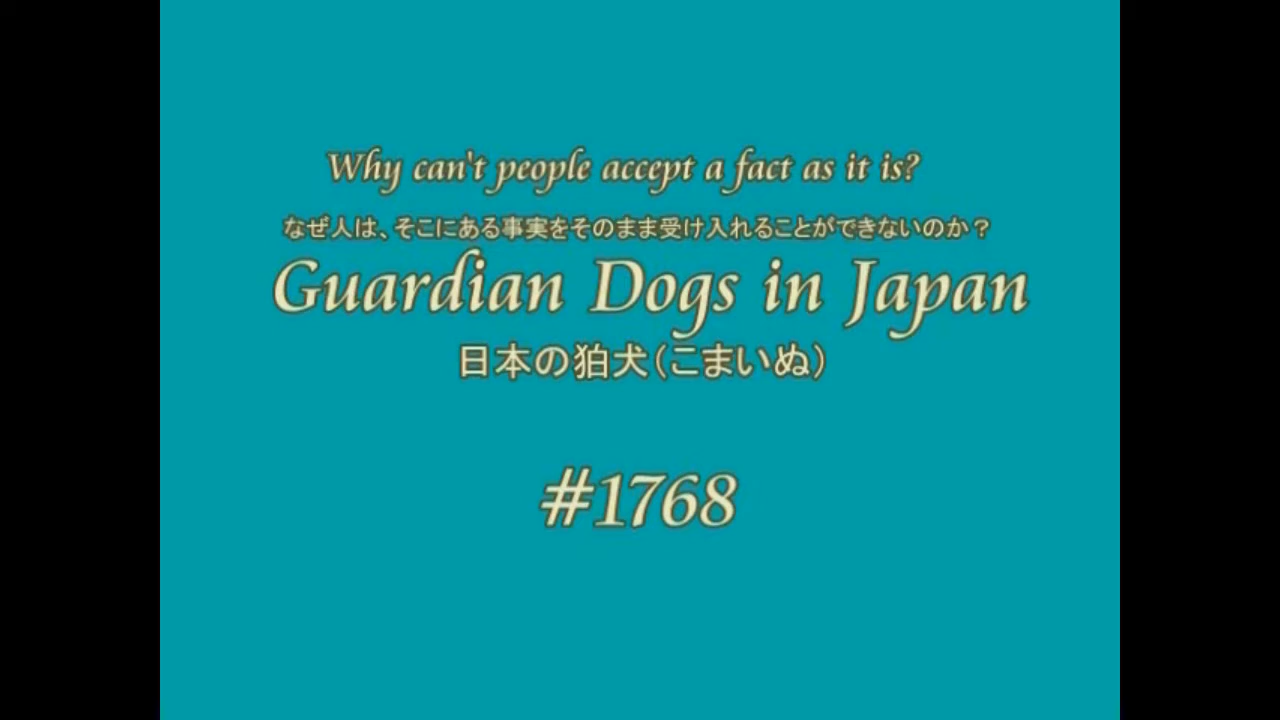 Why can't people accept a fact as it is?
なぜ人は、そこにある事実をそのまま受け入れることができないのか？
Guardian Dogs in Japan
日本の狛犬（こまいぬ）
#1768